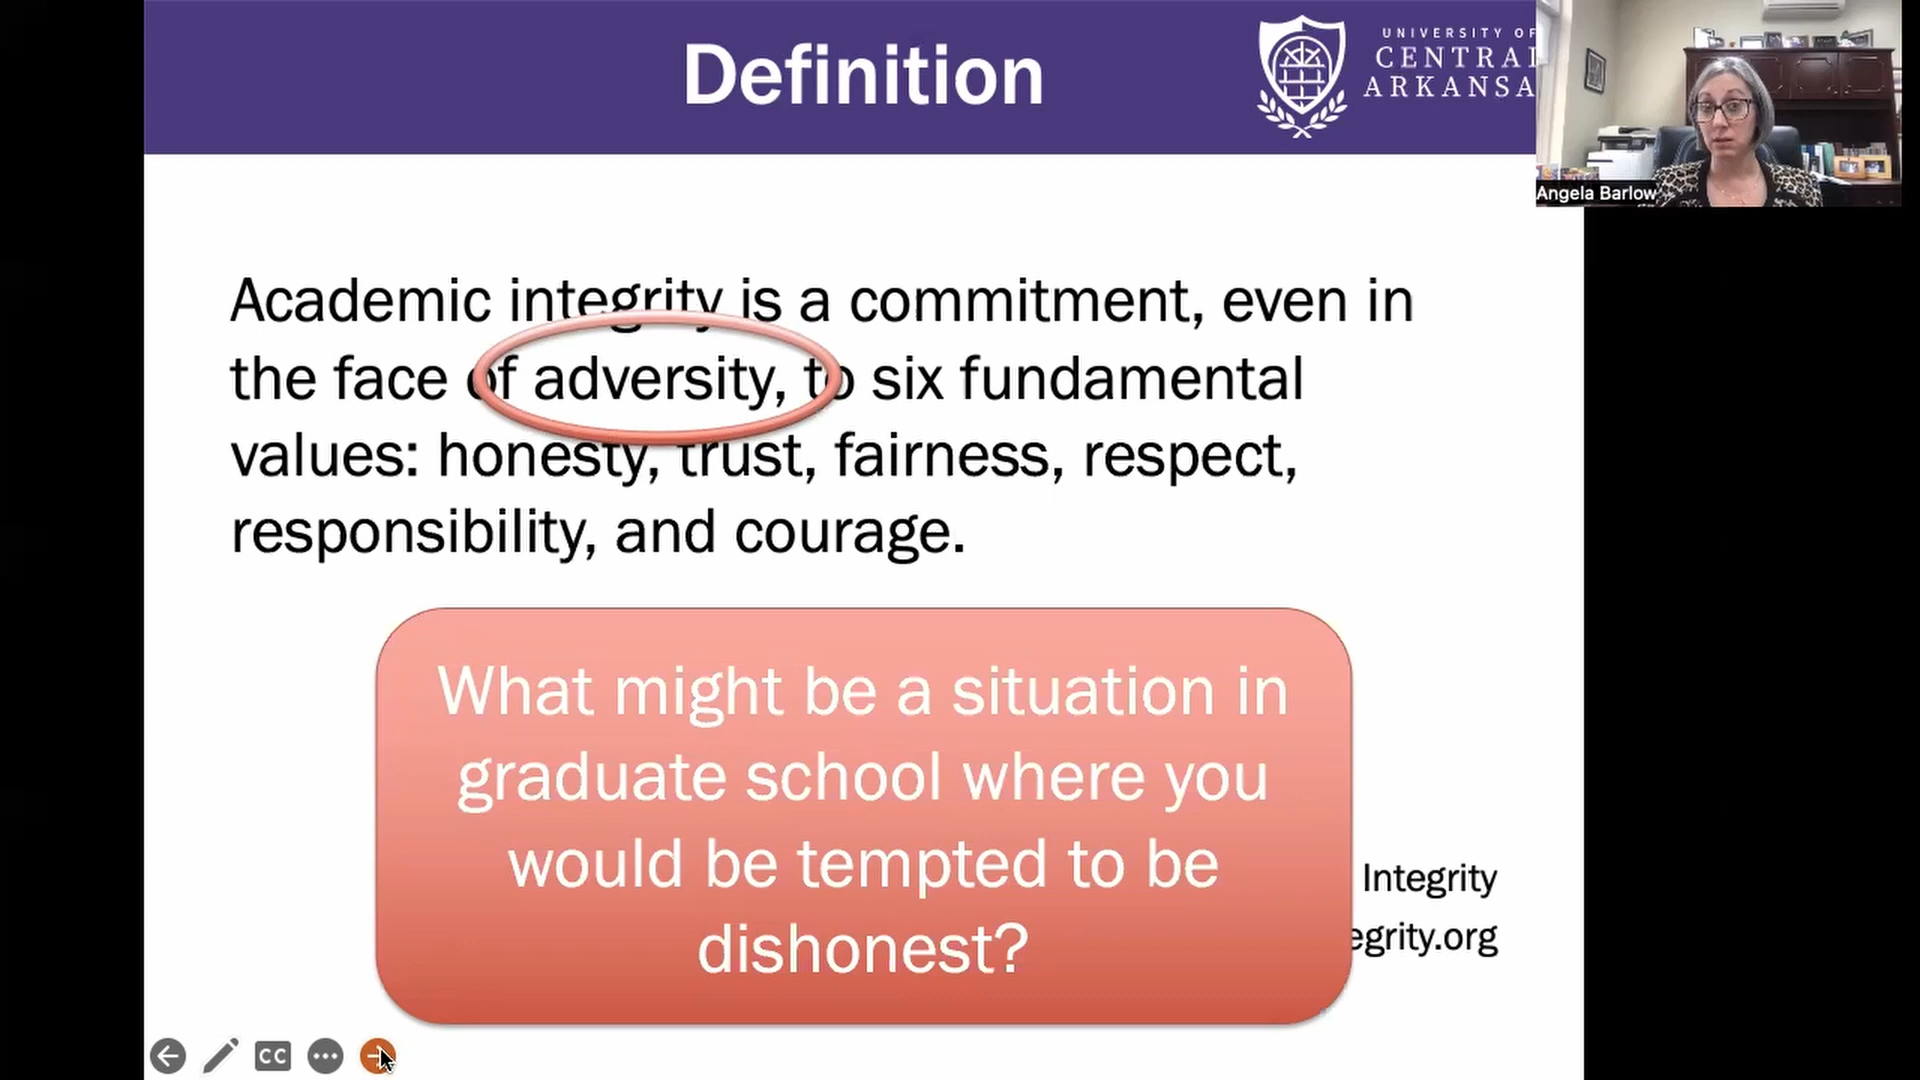 Definition
UNIVERSITY OF
CENTRAL
ARKANSA
Angela Barlow
Academic integrity is a commitment, even in
the face of adversity, to six fundamental
values: honesty, trust, fairness, respect,
responsibility, and courage.
What might be a situation in
graduate school where you
would be tempted to be
dishonest?
Integrity
egrity.org
CC